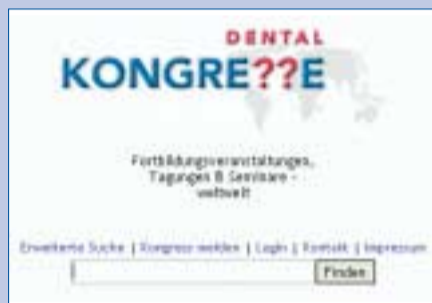 DENTAL
KONGRE??E
Fortbildungsveranstaltungen,
Tagungen & Seminare -
weltweit
Erweiterte Suche | Kongress melden | Login | Kontakt | Impressum
Finden